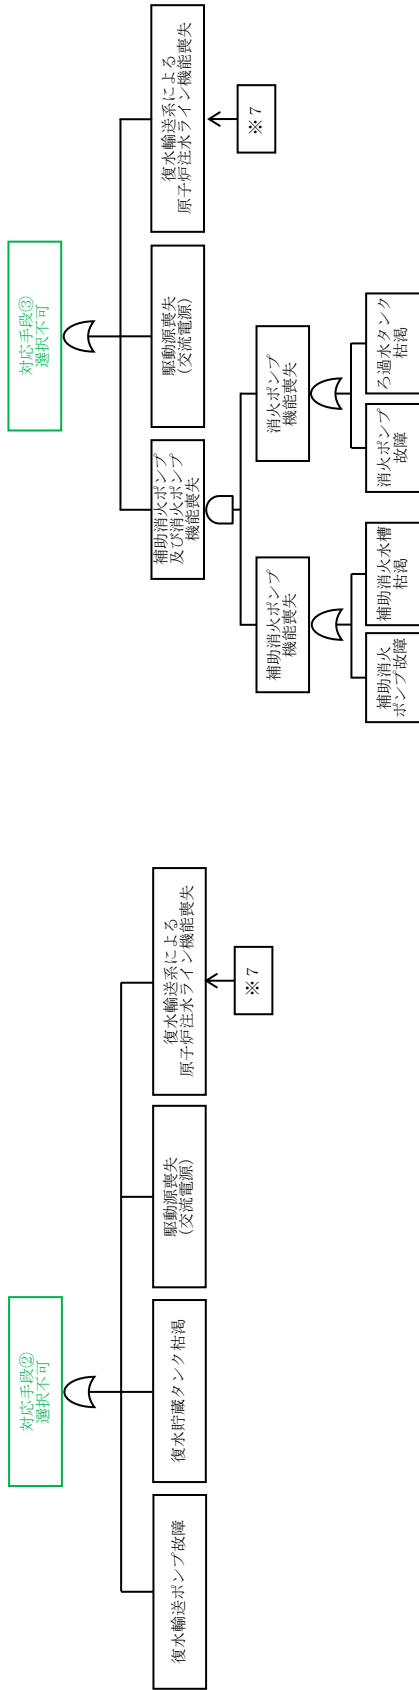 対応手段②
選択不可
復水輸送ポンプ故障
復水貯蔵タンク枯渇
駆動源喪失
(交流電源)
復水輸送系による
原子炉注水ライン機能喪失
※７
対応手段③
選択不可
補助消火ポンプ
及び消火ポンプ
機能喪失
駆動源喪失
(交流電源)
復水輸送系による
原子炉注水ライン機能喪失
※７
補助消火ポンプ
機能喪失
消火ポンプ
機能喪失
補助消火
ポンプ故障
補助消火水槽
枯渇
消火ポンプ
故障
ろ過水タンク
枯渇